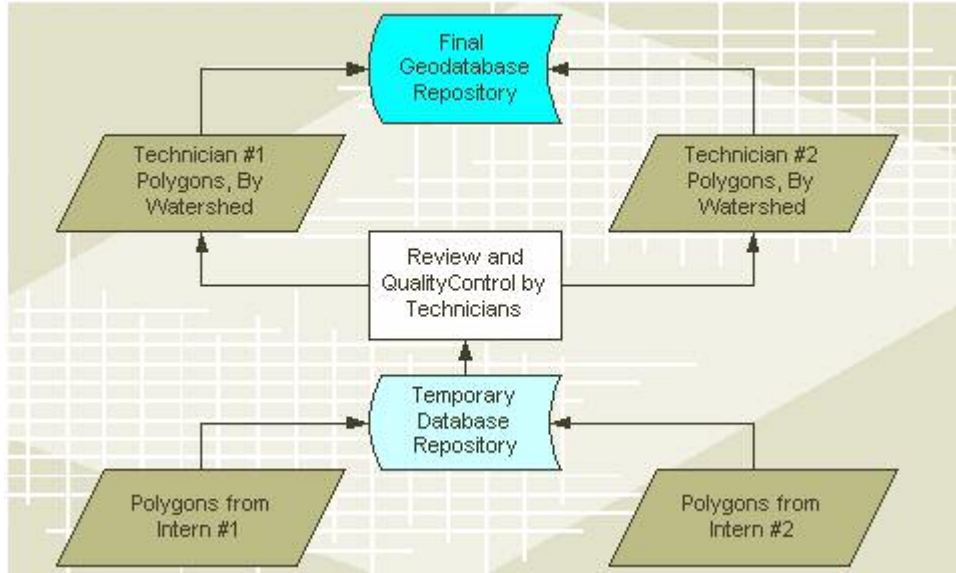 Final
Geodatabase
Repository
Technician #1
Polygons, By
Watershed
Technician #2
Polygons, By
Watershed
Review and
QualityControl by
Technicians
Temporary
Database
Repository
Polygons from
Intern #1
Polygons from
Intern #2